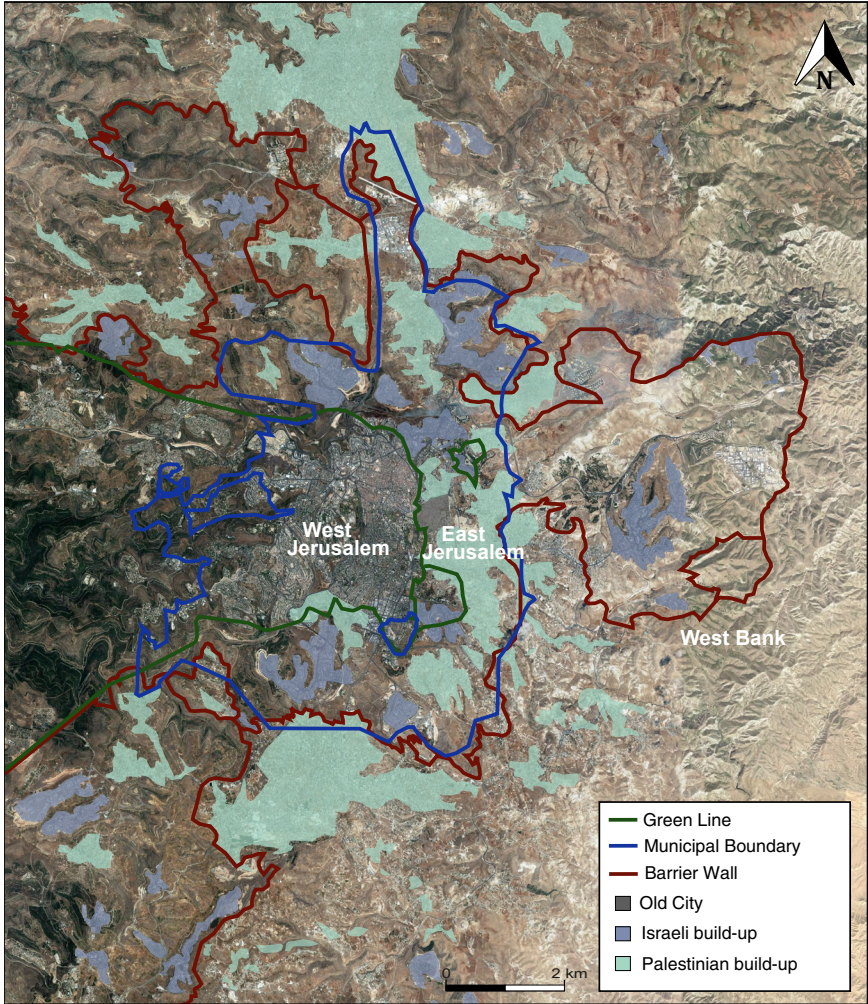 N
West
Jerusalem
East
Jerusalem
West Bank
Green Line
Municipal Boundary
Barrier Wall
Old City
Israeli build-up
Palestinian build-up
0
2 km